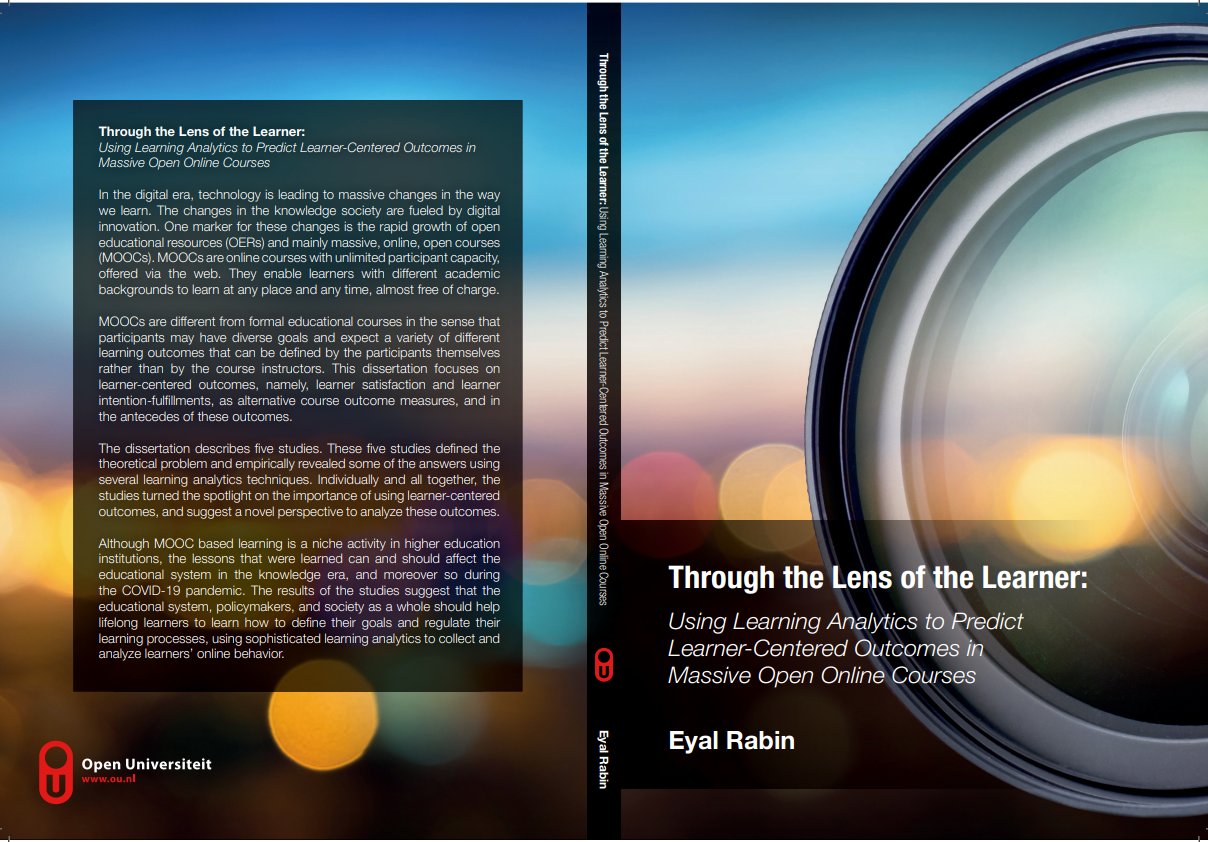 Through the Lens of the Learner:
Using Learning Analytics to Predict Learner-Centered Outcomes in
Massive Open Online Courses
In the digital era, technology is leading to massive changes in the way
we learn. The changes in the knowledge society are fueled by digital
innovation. One marker for these changes is the rapid growth of open
educational resources (OERs) and mainly massive, online, open courses
(MOOCs). MOOCs are online courses with unlimited participant capacity,
offered via the web. They enable learners with different academic
backgrounds to learn at any place and any time, almost free of charge.
MOOCs are different from formal educational courses in the sense that
participants may have diverse goals and expect a variety of different
learning outcomes that can be defined by the participants themselves
rather than by the course instructors. This dissertation focuses on
learner-centered outcomes, namely, learner satisfaction and learner
intention-fulfillments, as alternative course outcome measures, and in
the antecedes of these outcomes.
The dissertation describes five studies. These five studies defined the
theoretical problem and empirically revealed some of the answers using
several learning analytics techniques. Individually and all together, the
studies turned the spotlight on the importance of using learner-centered
outcomes, and suggest a novel perspective to analyze these outcomes.
Although MOOC based learning is a niche activity in higher education
institutions, the lessons that were learned can and should affect the
educational system in the knowledge era, and moreover so during
the COVID-19 pandemic. The results of the studies suggest that the
educational system, policymakers, and society as a whole should help
lifelong learners to learn how to define their goals and regulate their
learning processes, using sophisticated learning analytics to collect and
analyze learners' online behavior.
Open Universiteit
www.ou.nl
Through the Lens of the Learner: Using Learning Analytics to Predict Learner-Centered Outcomes in Massive Open Online Courses
Eyal Rabin
Through the Lens of the Learner:
Using Learning Analytics to Predict
Learner-Centered Outcomes in
Massive Open Online Courses
Eyal Rabin